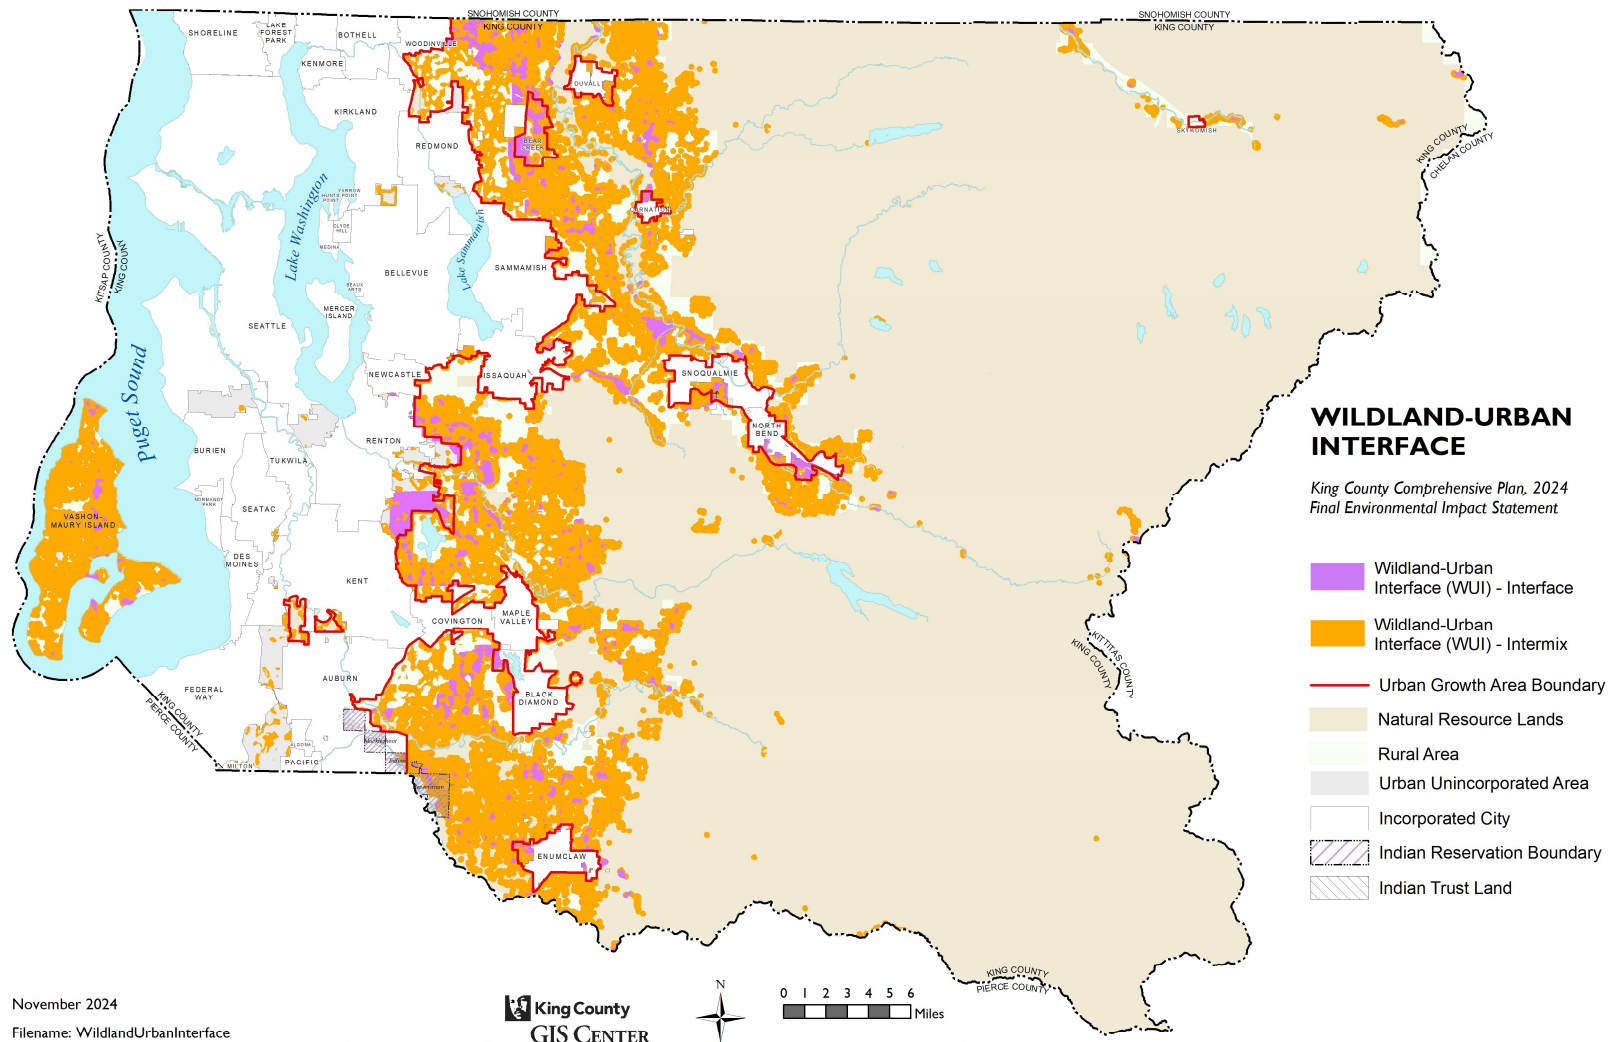 SNOHOMISH COUNTY
KING COUNTY
SNOHOMISH COUNTY
KING COUNTY
SHORELINE
LAKE
FOREST
PARK
BOTHELL
WOODINVILLE
KENMORE
DUVALL
KIRKLAND
REDMOND
BEAR
CREEK
SKYKOMISH
KING COUNTY
CHELAN COUNTY
YARROW
POINT
HUNTS
POINT
CLYDE
HILL
MEDINA
CARNATION
Lake Washington
Lake Sammamish
KITSAP COUNTY
KING COUNTY
BELLEVUE
SAMMAMISH
BEAUX
ARTS
MERCER
ISLAND
SEATTLE
Puget Sound
NEWCASTLE
ISSAQUAH
SNOQUALMIE
NORTH
BEND
RENTON
BURIEN
TUKWILA
NORMANDY
PARK
SEATAC
VASHON-
MAURY ISLAND
DES
MOINES
KENT
COVINGTON
MAPLE
VALLEY
KITTITAS COUNTY
KING COUNTY
FEDERAL
WAY
AUBURN
BLACK
DIAMOND
KING COUNTY
PIERCE COUNTY
ALGONA
MILTON
PACIFIC
Muckleshoot
Indian
Reservation
ENUMCLAW
KING COUNTY
PIERCE COUNTY
WILDLAND-URBAN
INTERFACE
King County Comprehensive Plan, 2024
Final Environmental Impact Statement
Wildland-Urban
Interface (WUI) - Interface
Wildland-Urban
Interface (WUI) - Intermix
Urban Growth Area Boundary
Natural Resource Lands
Rural Area
Urban Unincorporated Area
Incorporated City
Indian Reservation Boundary
Indian Trust Land
November 2024
Filename: WildlandUrbanInterface
King County
GIS CENTER
N
0 1 2 3 4 5 6
Miles